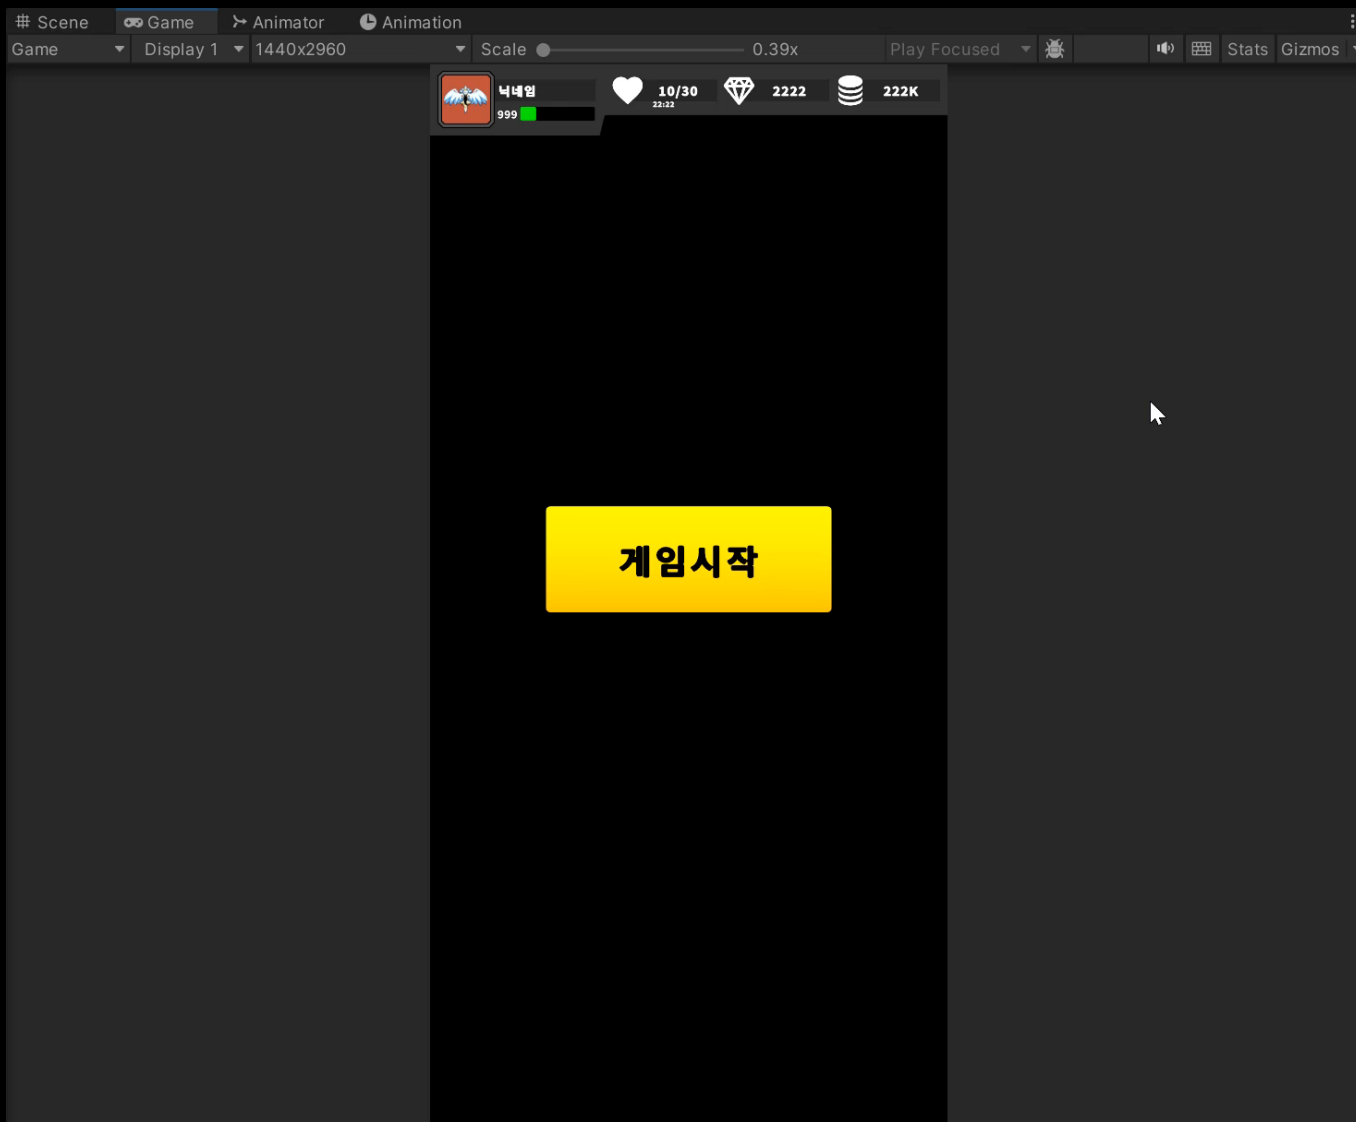 Scene Game Animator Animation
Game Display 1 1440x2960 Scale 0.39x Play Focused Stats Gizmos
닉네임 10/30 2222 222K
22:22
999
게임시작